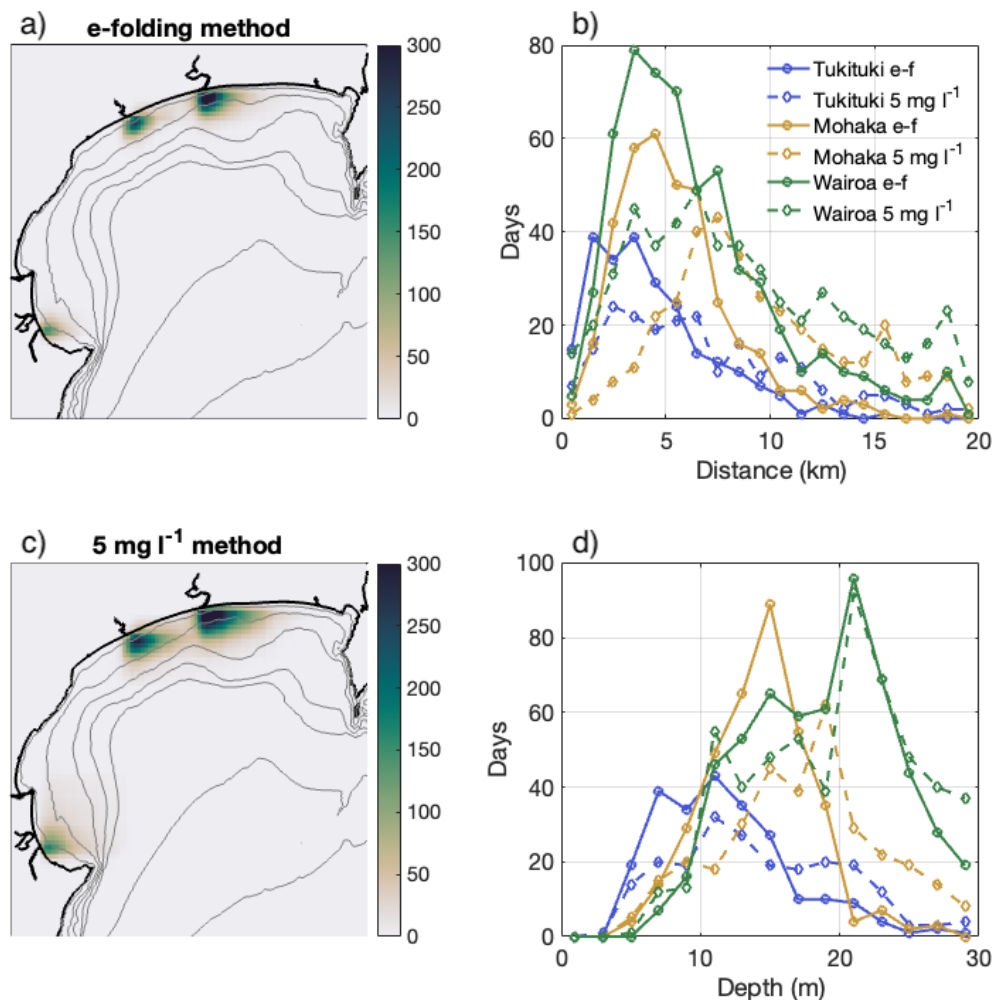 a)
e-folding method
300
250
200
150
100
50
0
b)
80
60
40
20
0
Days
0 5 10 15 20
Distance (km)
Tukituki e-f
Tukituki 5 mg l⁻¹
Mohaka e-f
Mohaka 5 mg l⁻¹
Wairoa e-f
Wairoa 5 mg l⁻¹
c)
5 mg l⁻¹ method
300
250
200
150
100
50
0
d)
100
80
60
40
20
0
Days
0 10 20 30
Depth (m)